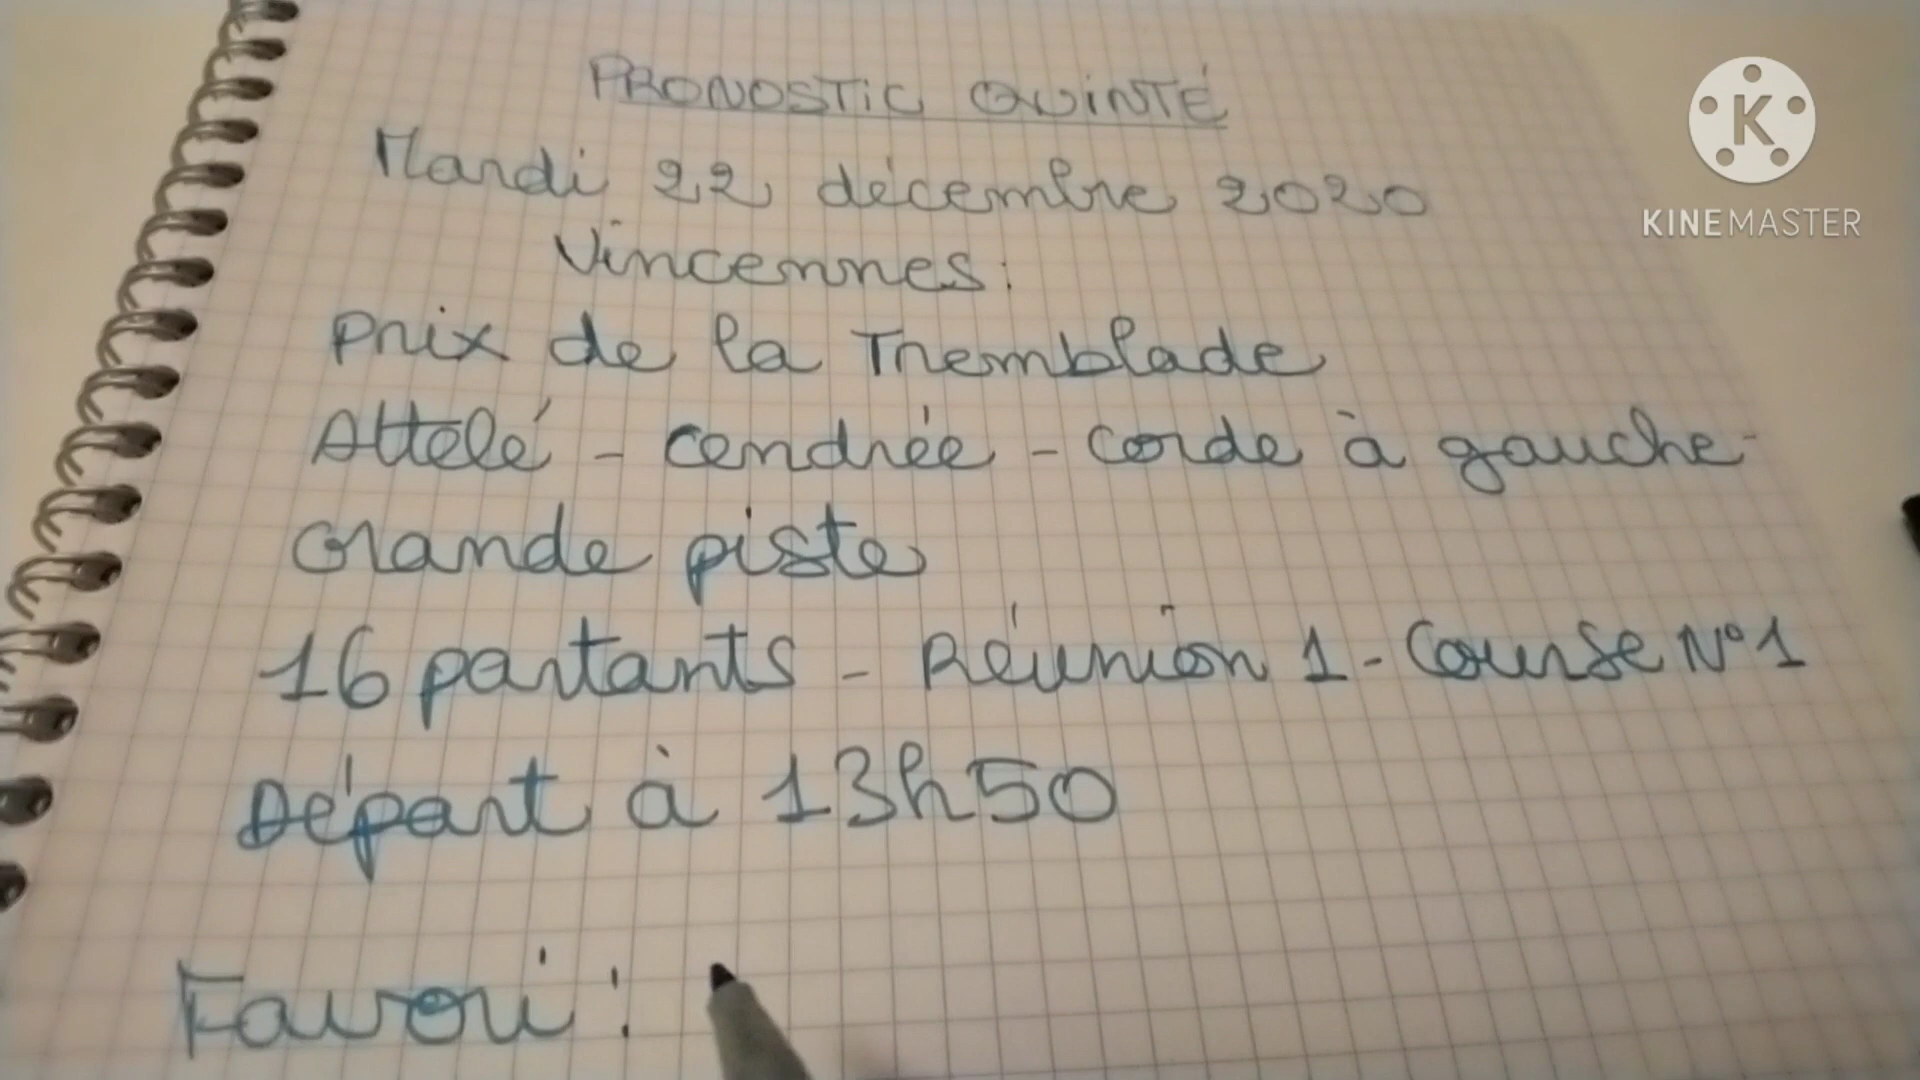 PRONOSTIC QUINTÉ
Mardi 22 décembre 2020
Vincennes:
Prix de la Tremblade
Attelé - cendrée - corde à gauche-
Grande piste
16 partants - Réunion 1 - Course N°1
Départ à 13h50
Favori :
K
KINEMASTER